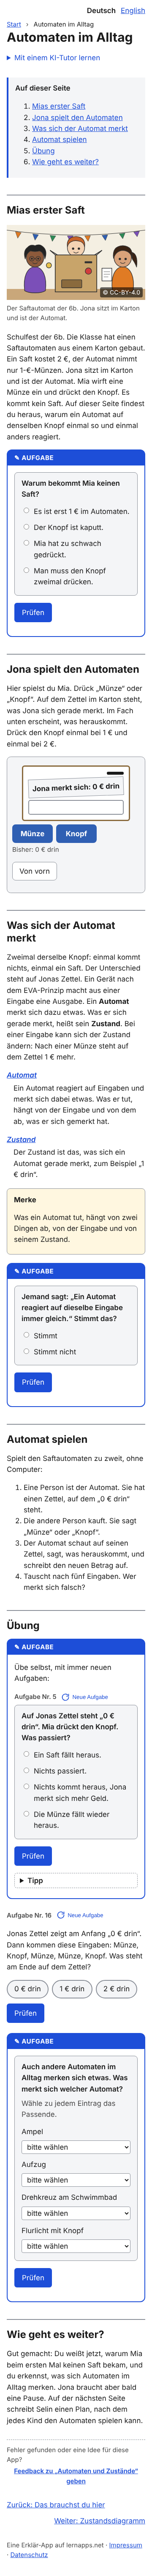 Deutsch English
Start › Automaten im Alltag
Automaten im Alltag
Mit einem KI-Tutor lernen
Auf dieser Seite
1. Mias erster Saft
2. Jona spielt den Automaten
3. Was sich der Automat merkt
4. Automat spielen
5. Übung
6. Wie geht es weiter?
Mias erster Saft
© CC-BY-4.0
Der Saftautomat der 6b. Jona sitzt im Karton
und ist der Automat.
Schulfest der 6b. Die Klasse hat einen
Saftautomaten aus einem Karton gebaut.
Ein Saft kostet 2 €, der Automat nimmt
nur 1-€-Münzen. Jona sitzt im Karton
und ist der Automat. Mia wirft eine
Münze ein und drückt den Knopf. Es
kommt kein Saft. Auf dieser Seite findest
du heraus, warum ein Automat auf
denselben Knopf einmal so und einmal
anders reagiert.
✎ AUFGABE
Warum bekommt Mia keinen
Saft?
Es ist erst 1 € im Automaten.
Der Knopf ist kaputt.
Mia hat zu schwach
gedrückt.
Man muss den Knopf
zweimal drücken.
Prüfen
Jona spielt den Automaten
Hier spielst du Mia. Drück „Münze“ oder
„Knopf“. Auf dem Zettel im Karton steht,
was Jona sich gerade merkt. Im Fach
unten erscheint, was herauskommt.
Drück den Knopf einmal bei 1 € und
einmal bei 2 €.
Jona merkt sich: 0 € drin
Münze Knopf
Bisher: 0 € drin
Von vorn
Was sich der Automat
merkt
Zweimal derselbe Knopf: einmal kommt
nichts, einmal ein Saft. Der Unterschied
steht auf Jonas Zettel. Ein Gerät nach
dem EVA-Prinzip macht aus einer
Eingabe eine Ausgabe. Ein Automat
merkt sich dazu etwas. Was er sich
gerade merkt, heißt sein Zustand. Bei
einer Eingabe kann sich der Zustand
ändern: Nach einer Münze steht auf
dem Zettel 1 € mehr.
Automat
Ein Automat reagiert auf Eingaben und
merkt sich dabei etwas. Was er tut,
hängt von der Eingabe und von dem
ab, was er sich gemerkt hat.
Zustand
Der Zustand ist das, was sich ein
Automat gerade merkt, zum Beispiel „1
€ drin“.
Merke
Was ein Automat tut, hängt von zwei
Dingen ab, von der Eingabe und von
seinem Zustand.
✎ AUFGABE
Jemand sagt: „Ein Automat
reagiert auf dieselbe Eingabe
immer gleich.“ Stimmt das?
Stimmt
Stimmt nicht
Prüfen
Automat spielen
Spielt den Saftautomaten zu zweit, ohne
Computer:
1. Eine Person ist der Automat. Sie hat
einen Zettel, auf dem „0 € drin“
steht.
2. Die andere Person kauft. Sie sagt
„Münze“ oder „Knopf“.
3. Der Automat schaut auf seinen
Zettel, sagt, was herauskommt, und
schreibt den neuen Betrag auf.
4. Tauscht nach fünf Eingaben. Wer
merkt sich falsch?
Übung
✎ AUFGABE
Übe selbst, mit immer neuen
Aufgaben:
Aufgabe Nr. 5 Neue Aufgabe
Auf Jonas Zettel steht „0 €
drin“. Mia drückt den Knopf.
Was passiert?
Ein Saft fällt heraus.
Nichts passiert.
Nichts kommt heraus, Jona
merkt sich mehr Geld.
Die Münze fällt wieder
heraus.
Prüfen
Tipp
Aufgabe Nr. 16 Neue Aufgabe
Jonas Zettel zeigt am Anfang „0 € drin“.
Dann kommen diese Eingaben: Münze,
Knopf, Münze, Münze, Knopf. Was steht
am Ende auf dem Zettel?
0 € drin 1 € drin 2 € drin
Prüfen
✎ AUFGABE
Auch andere Automaten im
Alltag merken sich etwas. Was
merkt sich welcher Automat?
Wähle zu jedem Eintrag das
Passende.
Ampel
bitte wählen
Aufzug
bitte wählen
Drehkreuz am Schwimmbad
bitte wählen
Flurlicht mit Knopf
bitte wählen
Prüfen
Wie geht es weiter?
Gut gemacht: Du weißt jetzt, warum Mia
beim ersten Mal keinen Saft bekam, und
du erkennst, was sich Automaten im
Alltag merken. Jona braucht aber bald
eine Pause. Auf der nächsten Seite
schreibt Selin einen Plan, nach dem
jedes Kind den Automaten spielen kann.
Fehler gefunden oder eine Idee für diese
App?
Feedback zu „Automaten und Zustände“
geben
Zurück: Das brauchst du hier
Weiter: Zustandsdiagramm
Eine Erklär-App auf lernapps.net · Impressum
· Datenschutz